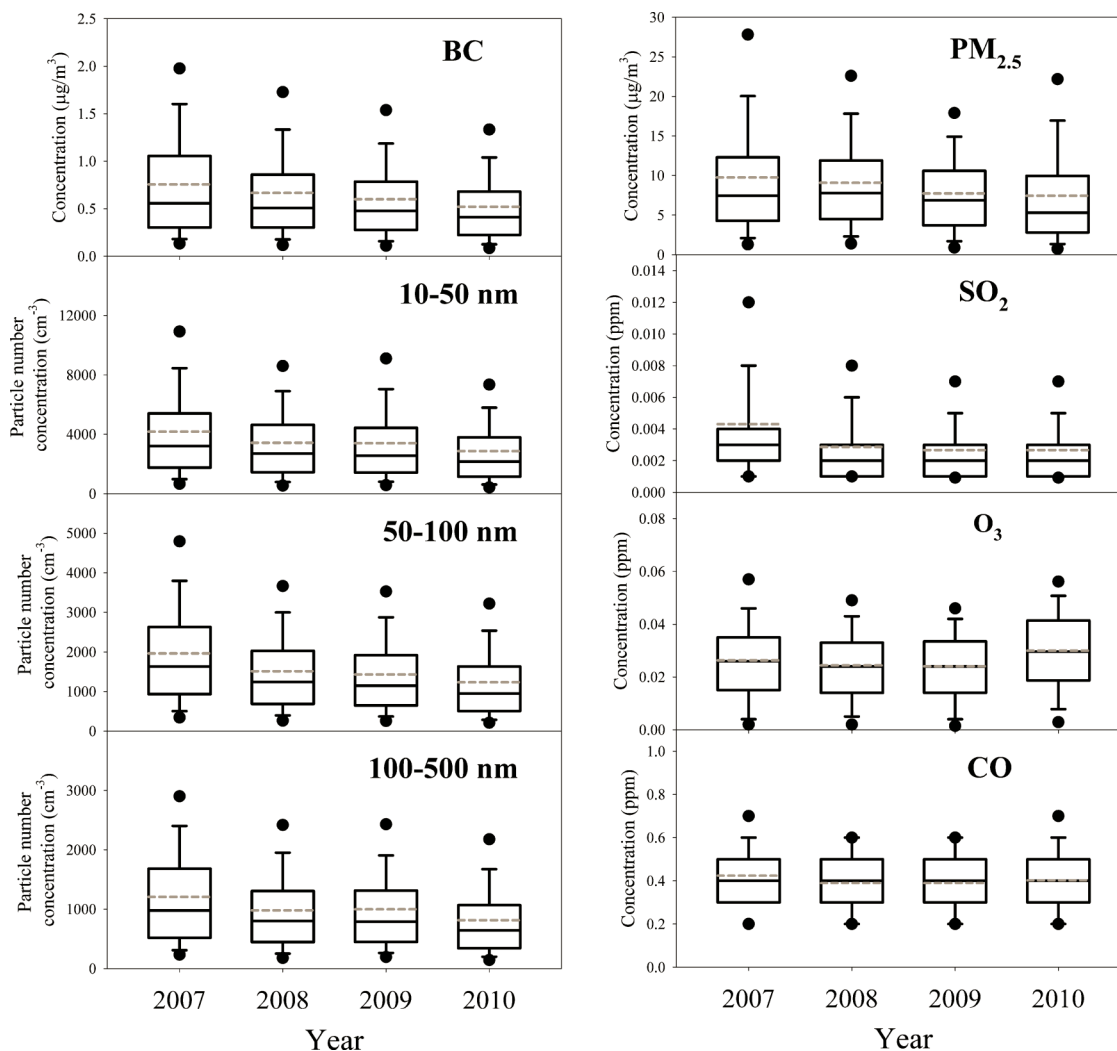 BC
Concentration (µg/m³)
2.5
2.0
1.5
1.0
0.5
0.0
10-50 nm
Particle number
concentration (cm⁻³)
12000
8000
4000
0
50-100 nm
Particle number
concentration (cm⁻³)
5000
4000
3000
2000
1000
0
100-500 nm
Particle number
concentration (cm⁻³)
3000
2000
1000
0
2007 2008 2009 2010
Year
PM₂.₅
Concentration (µg/m³)
30
25
20
15
10
5
0
SO₂
Concentration (ppm)
0.014
0.012
0.010
0.008
0.006
0.004
0.002
0.000
O₃
Concentration (ppm)
0.08
0.06
0.04
0.02
0.00
CO
Concentration (ppm)
1.0
0.8
0.6
0.4
0.2
0.0
2007 2008 2009 2010
Year